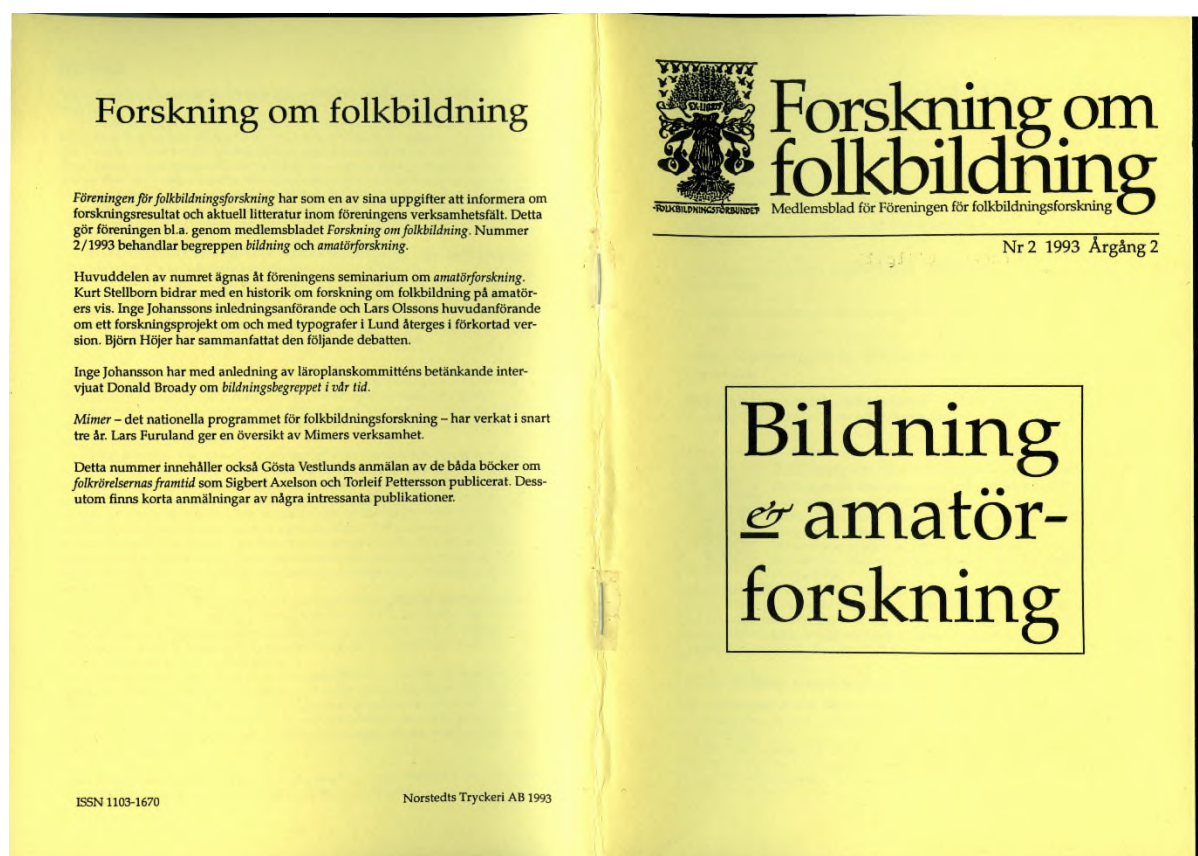 Forskning om folkbildning
Föreningen för folkbildningsforskning har som en av sina uppgifter att informera om
forskningsresultat och aktuell litteratur inom föreningens verksamhetsfält. Detta
gör föreningen bl.a. genom medlemsbladet Forskning om folkbildning. Nummer
2/1993 behandlar begreppen bildning och amatörforskning.
Huvuddelen av numret ägnas åt föreningens seminarium om amatörforskning.
Kurt Stellborn bidrar med en historik om forskning om folkbildning på amatör-
ers vis. Inge Johanssons inledningsanförande och Lars Olssons huvudanförande
om ett forskningsprojekt om och med typografer i Lund återges i förkortad ver-
sion. Björn Höjer har sammanfattat den följande debatten.
Inge Johansson har med anledning av läroplanskommitténs betänkande inter-
vjuat Donald Broady om bildningsbegreppet i vår tid.
Mimer – det nationella programmet för folkbildningsforskning – har verkat i snart
tre år. Lars Furuland ger en översikt av Mimers verksamhet.
Detta nummer innehåller också Gösta Vestlunds anmälan av de båda böcker om
folkrörelsernas framtid som Sigbert Axelson och Torleif Pettersson publicerat. Dess-
utom finns korta anmälningar av några intressanta publikationer.
ISSN 1103-1670
Norstedts Tryckeri AB 1993
EX·LIBRIS
FOLKBILDNINGSFÖRBUNDET
Forskning om
folkbildning
Medlemsblad för Föreningen för folkbildningsforskning
Nr 2 1993 Årgång 2
Bildning
& amatör-
forskning